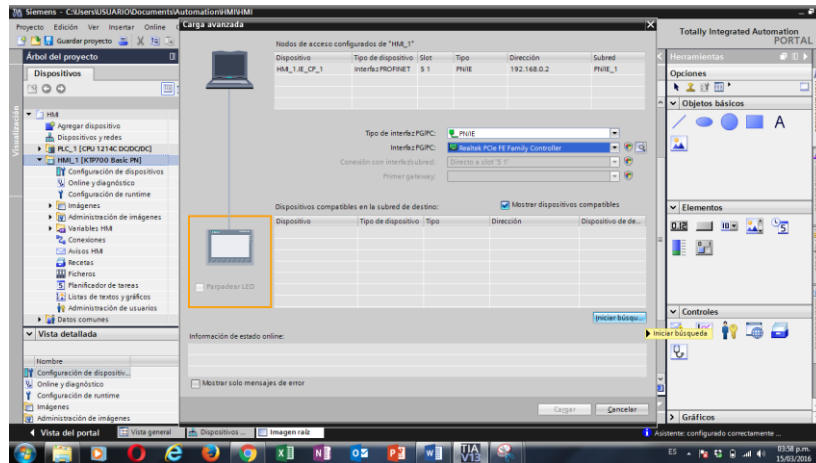 Siemens - C:\Users\USUARIO\Documents\Automation\HMI\HMI
Proyecto Edición Ver Insertar Online
Guardar proyecto
Totally Integrated Automation
PORTAL
Árbol del proyecto
Dispositivos
Visualización
HMI
Agregar dispositivo
Dispositivos y redes
PLC_1 [CPU 1214C DC/DC/DC]
HMI_1 [KTP700 Basic PN]
Configuración de dispositivos
Online y diagnóstico
Configuración de runtime
Imágenes
Administración de imágenes
Variables HMI
Conexiones
Avisos HMI
Recetas
Ficheros
Planificador de tareas
Listas de textos y gráficos
Administración de usuarios
Datos comunes
Vista detallada
Nombre
Configuración de dispositiv...
Online y diagnóstico
Configuración de runtime
Imágenes
Administración de imágenes
Carga avanzada
Nodos de acceso configurados de "HMI_1"
Dispositivo Tipo de dispositivo Slot Tipo Dirección Subred
HMI_1.IE_CP_1 Interfaz PROFINET 5 1 PN/IE 192.168.0.2 PN/IE_1
Tipo de interfaz PG/PC: PN/IE
Interfaz PG/PC: Realtek PCIe FE Family Controller
Conexión con interfaz/subred: Directo a slot '5 1'
Primer gateway:
Dispositivos compatibles en la subred de destino: Mostrar dispositivos compatibles
Dispositivo Tipo de dispositivo Tipo Dirección Dispositivo de de...
Parpadear LED
Iniciar búsqu...
Iniciar búsqueda
Información de estado online:
Mostrar solo mensajes de error
Cargar Cancelar
Herramientas
Opciones
Objetos básicos
A
Elementos
Controles
Gráficos
Vista del portal Vista general Dispositivos ... Imagen raíz
Asistente: configurado correctamente ...
TIA
V13
ES
03:58 p.m.
15/03/2016